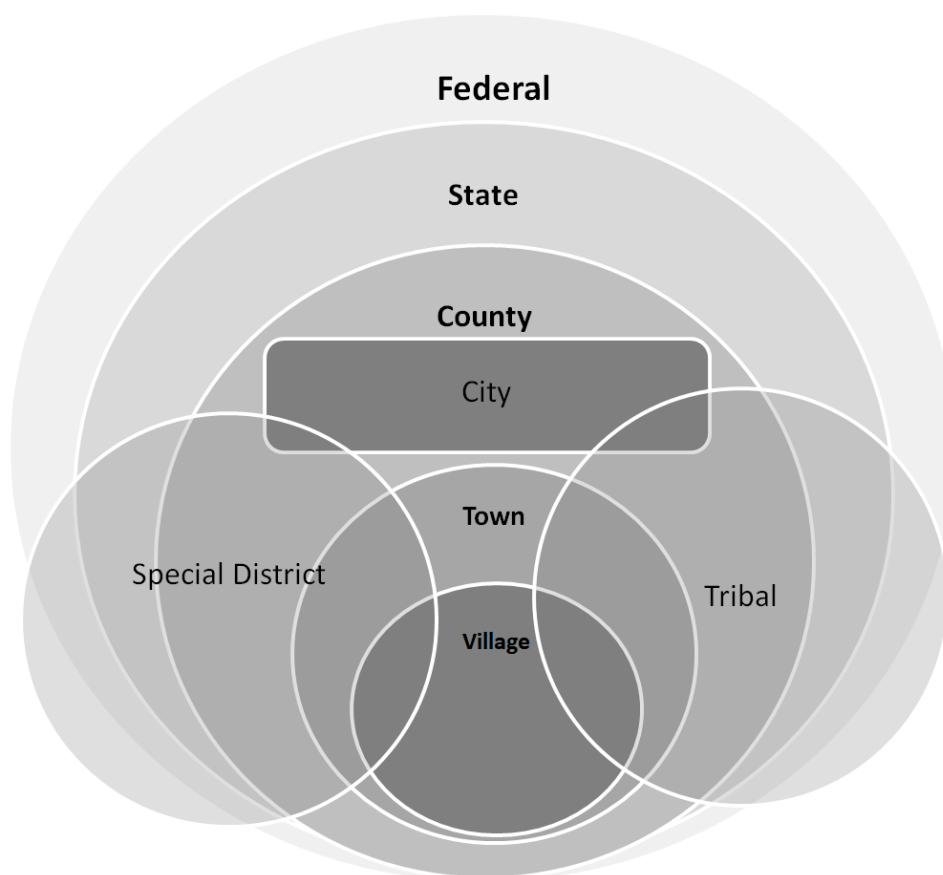 Federal
State
County
City
Town
Special District
Tribal
Village